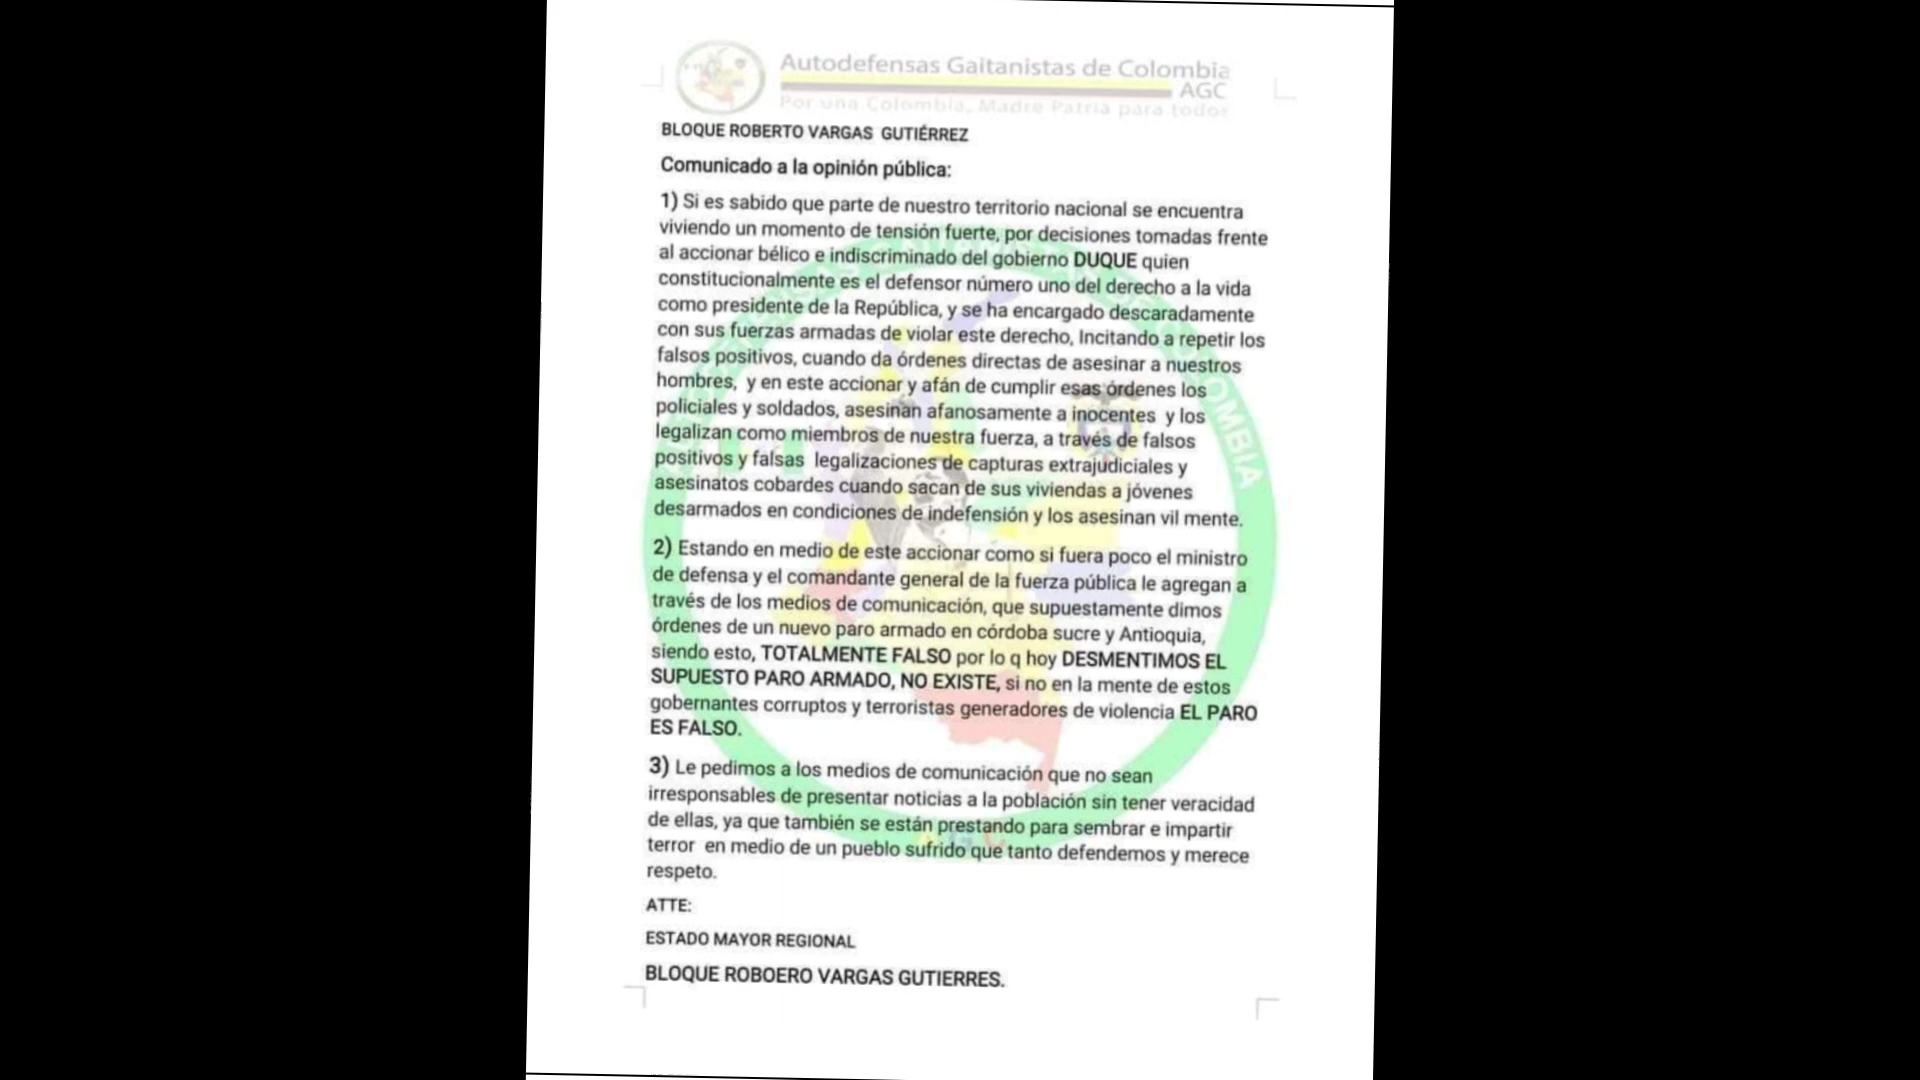 Autodefensas Gaitanistas de Colombia
AGC
Por una Colombia, Madre Patria para todos
BLOQUE ROBERTO VARGAS GUTIÉRREZ
Comunicado a la opinión pública:
1) Si es sabido que parte de nuestro territorio nacional se encuentra
viviendo un momento de tensión fuerte, por decisiones tomadas frente
al accionar bélico e indiscriminado del gobierno DUQUE quien
constitucionalmente es el defensor número uno del derecho a la vida
como presidente de la República, y se ha encargado descaradamente
con sus fuerzas armadas de violar este derecho, Incitando a repetir los
falsos positivos, cuando da órdenes directas de asesinar a nuestros
hombres, y en este accionar y afán de cumplir esas órdenes los
policiales y soldados, asesinan afanosamente a inocentes y los
legalizan como miembros de nuestra fuerza, a través de falsos
positivos y falsas legalizaciones de capturas extrajudiciales y
asesinatos cobardes cuando sacan de sus viviendas a jóvenes
desarmados en condiciones de indefensión y los asesinan vil mente.
2) Estando en medio de este accionar como si fuera poco el ministro
de defensa y el comandante general de la fuerza pública le agregan a
través de los medios de comunicación, que supuestamente dimos
órdenes de un nuevo paro armado en córdoba sucre y Antioquia,
siendo esto, TOTALMENTE FALSO por lo q hoy DESMENTIMOS EL
SUPUESTO PARO ARMADO, NO EXISTE, si no en la mente de estos
gobernantes corruptos y terroristas generadores de violencia EL PARO
ES FALSO.
3) Le pedimos a los medios de comunicación que no sean
irresponsables de presentar noticias a la población sin tener veracidad
de ellas, ya que también se están prestando para sembrar e impartir
terror en medio de un pueblo sufrido que tanto defendemos y merece
respeto.
ATTE:
ESTADO MAYOR REGIONAL
BLOQUE ROBOERO VARGAS GUTIERRES.